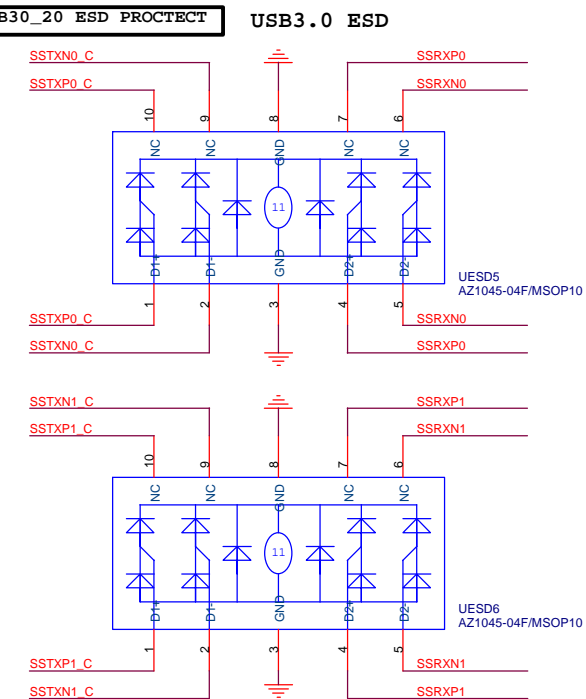 B30_20 ESD PROCTECT
USB3.0 ESD
SSTXN0_C
SSRXP0
SSTXP0_C
SSRXN0
10 9 8 7 6
NC NC GND NC NC
11
D1+ D1- GND D2+ D2-
UESD5
AZ1045-04F/MSOP10
1 2 3 4 5
SSTXP0_C
SSRXN0
SSTXN0_C
SSRXP0
SSTXN1_C
SSRXP1
SSTXP1_C
SSRXN1
10 9 8 7 6
NC NC GND NC NC
11
D1+ D1- GND D2+ D2-
UESD6
AZ1045-04F/MSOP10
1 2 3 4 5
SSTXP1_C
SSRXN1
SSTXN1_C
SSRXP1